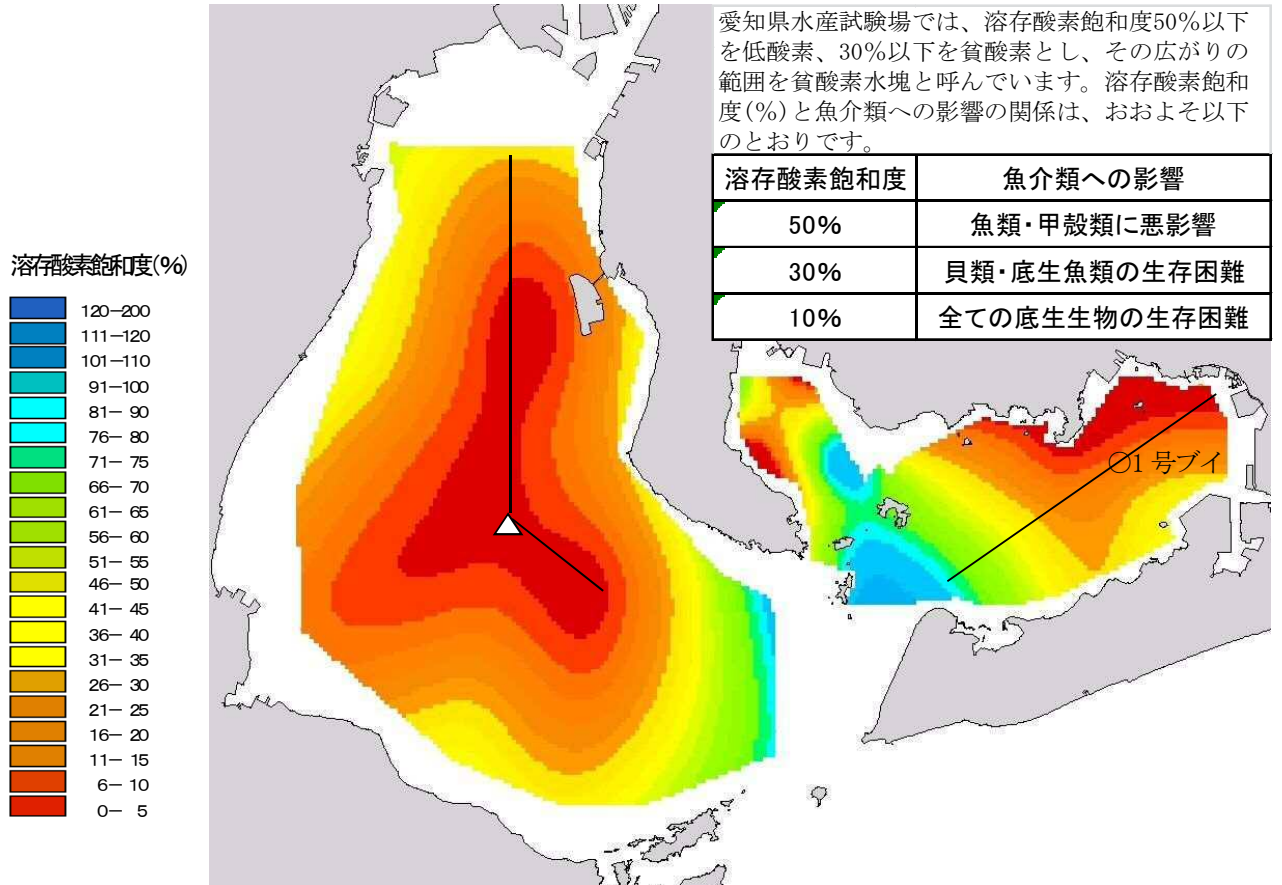 愛知県水産試験場では、溶存酸素飽和度50%以下
を低酸素、30%以下を貧酸素とし、その広がりの
範囲を貧酸素水塊と呼んでいます。溶存酸素飽和
度(%)と魚介類への影響の関係は、おおよそ以下
のとおりです。
溶存酸素飽和度 魚介類への影響
50% 魚類・甲殻類に悪影響
30% 貝類・底生魚類の生存困難
10% 全ての底生生物の生存困難
溶存酸素飽和度(%)
120－200
111－120
101－110
91－100
81－ 90
76－ 80
71－ 75
66－ 70
61－ 65
56－ 60
51－ 55
46－ 50
41－ 45
36－ 40
31－ 35
26－ 30
21－ 25
16－ 20
11－ 15
6－ 10
0－ 5
○1 号ブイ